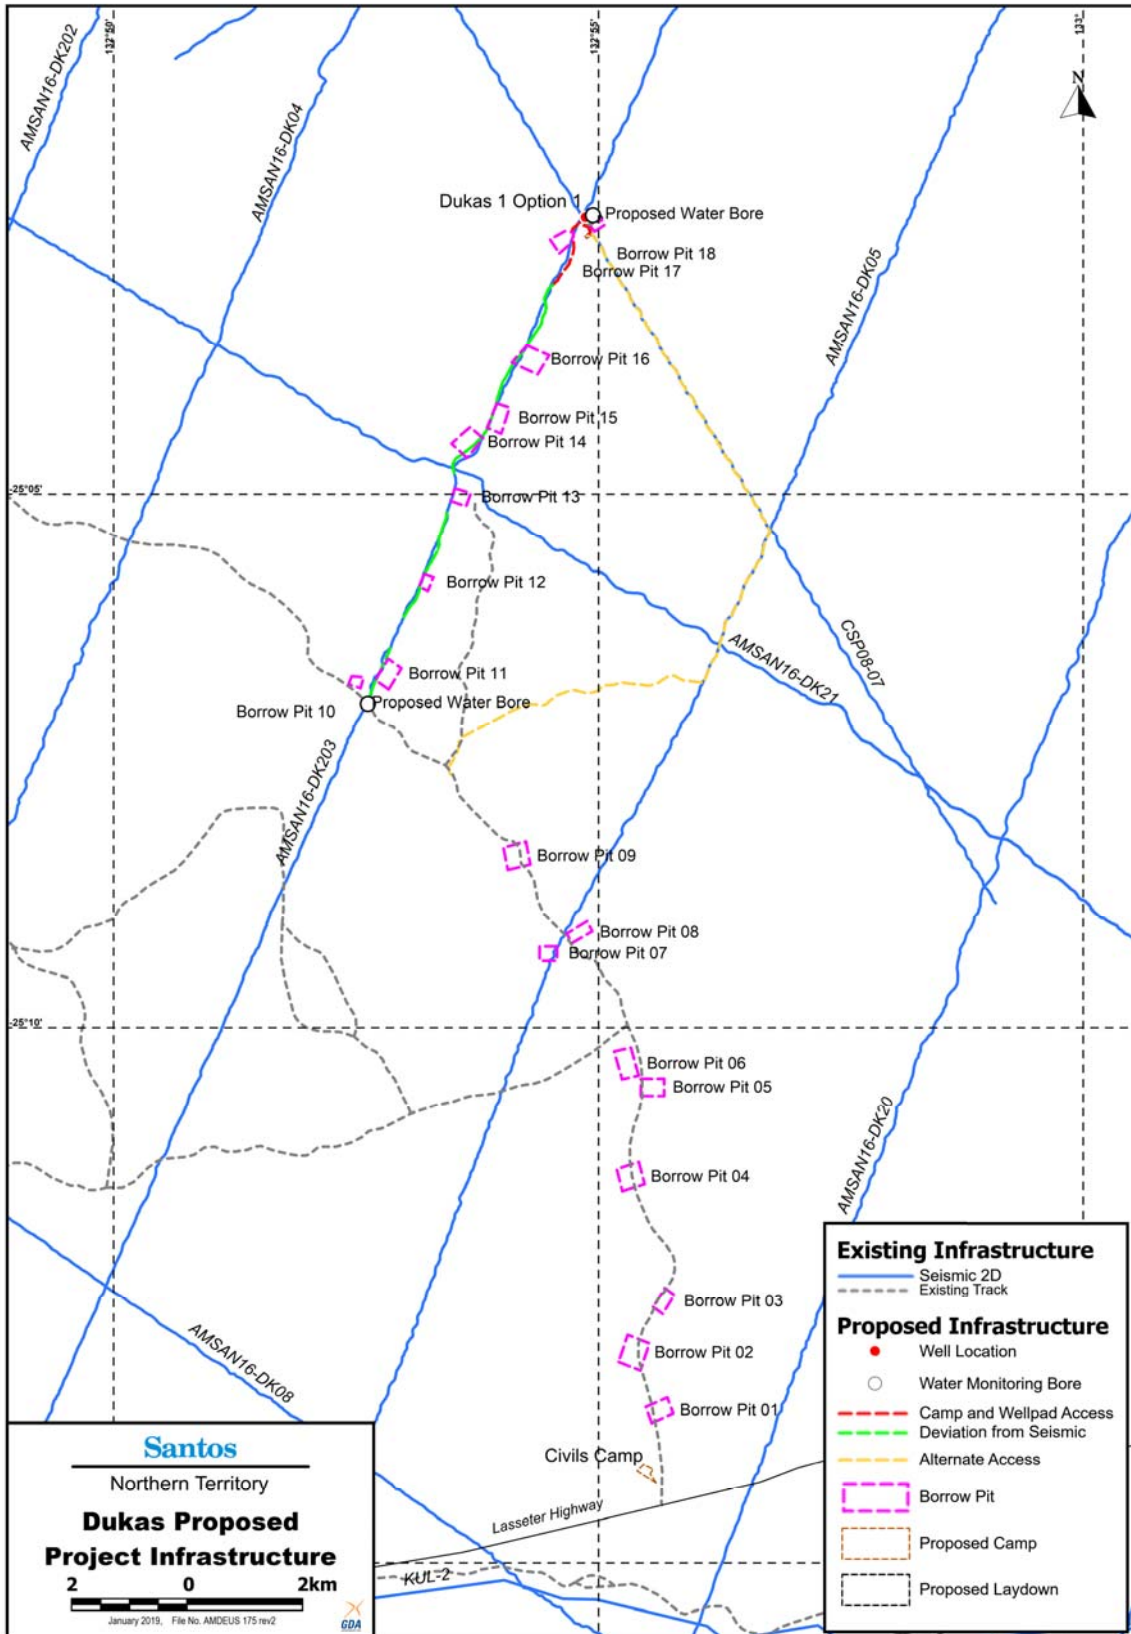 132°50'
132°55'
133°
AMSAN16-DK202
AMSAN16-DK04
N
Dukas 1 Option 1
Proposed Water Bore
Borrow Pit 18
Borrow Pit 17
AMSAN16-DK05
Borrow Pit 16
Borrow Pit 15
Borrow Pit 14
-25°05'
Borrow Pit 13
Borrow Pit 12
CSP08-07
AMSAN16-DK21
Borrow Pit 11
Proposed Water Bore
Borrow Pit 10
AMSAN16-DK203
Borrow Pit 09
Borrow Pit 08
Borrow Pit 07
-25°10'
Borrow Pit 06
Borrow Pit 05
AMSAN16-DK20
Borrow Pit 04
Borrow Pit 03
AMSAN16-DK08
Borrow Pit 02
Borrow Pit 01
Civils Camp
Lasseter Highway
KUL-2
Existing Infrastructure
Seismic 2D
Existing Track
Proposed Infrastructure
Well Location
Water Monitoring Bore
Camp and Wellpad Access
Deviation from Seismic
Alternate Access
Borrow Pit
Proposed Camp
Proposed Laydown
Santos
Northern Territory
Dukas Proposed
Project Infrastructure
2 0 2km
January 2019, File No. AMDEUS 175 rev2
GDA